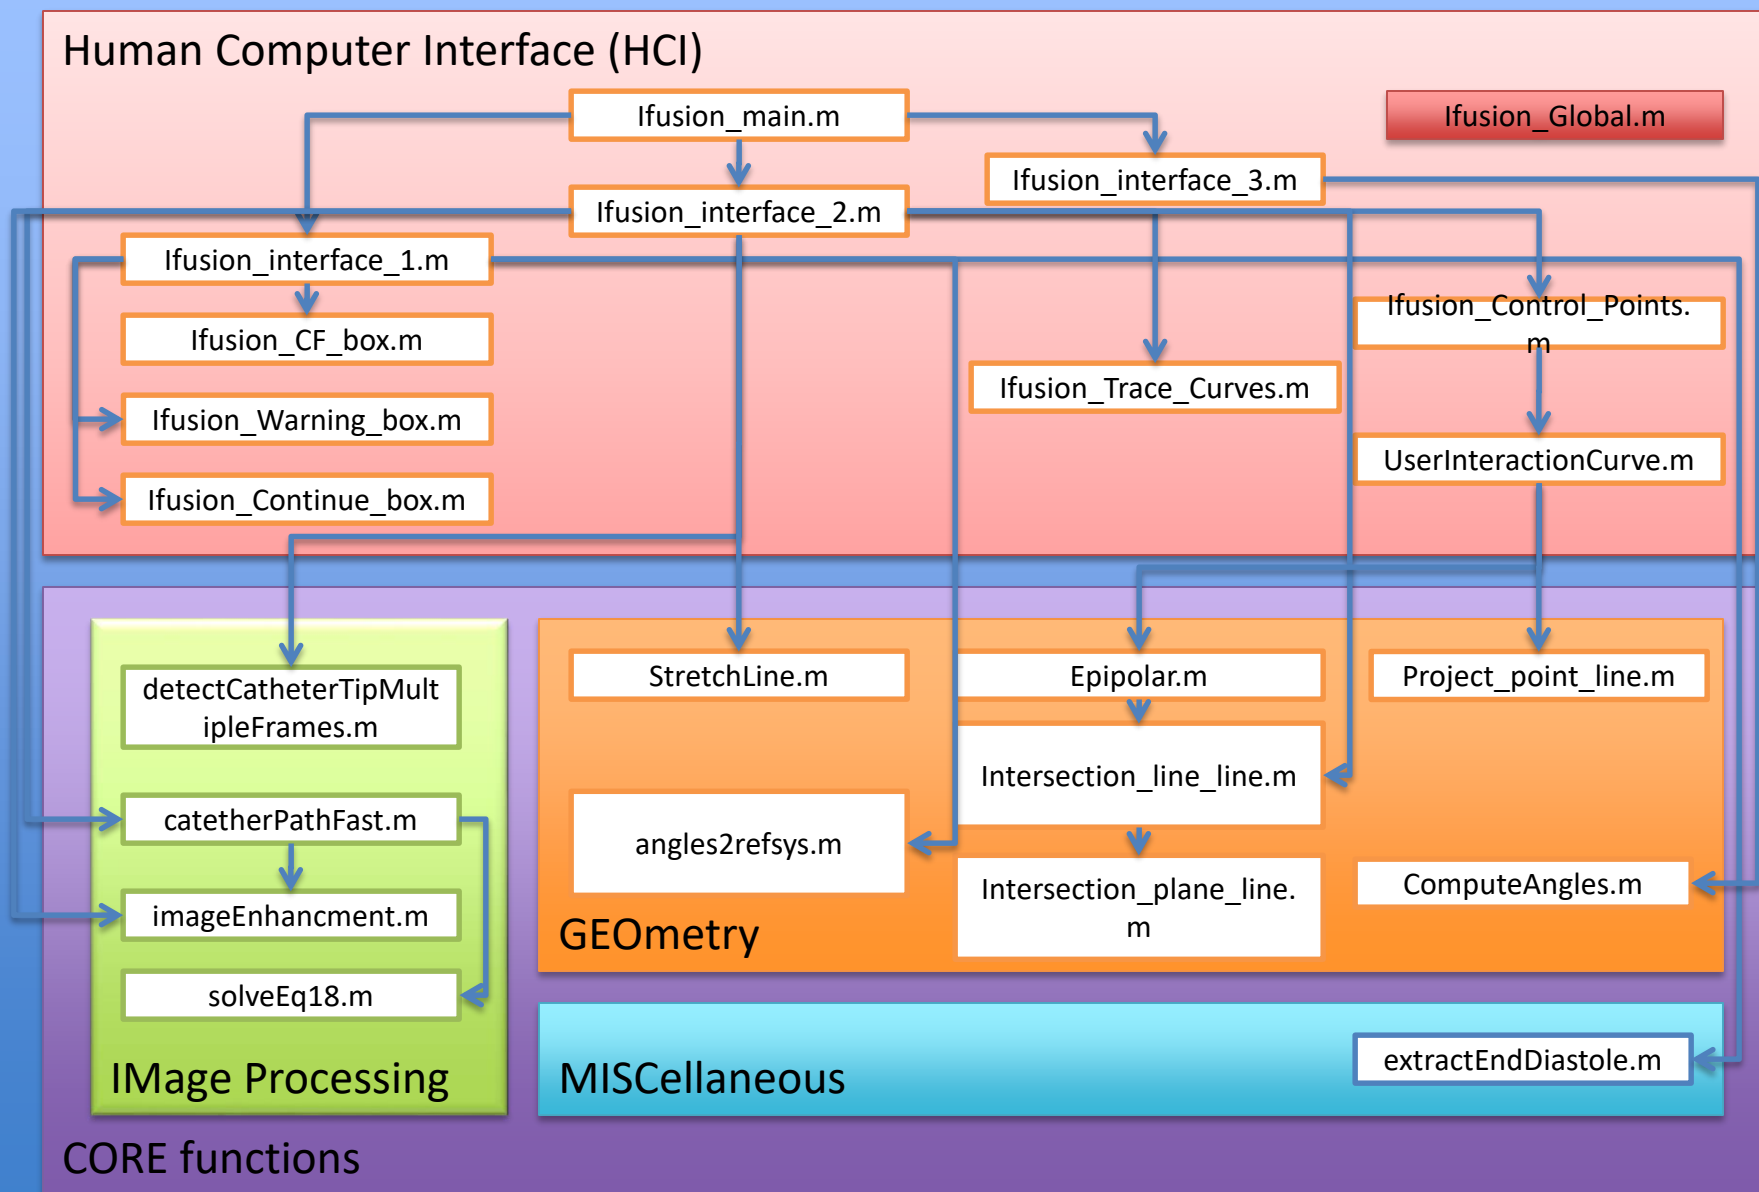 Human Computer Interface (HCI)
Ifusion_main.m
Ifusion_Global.m
Ifusion_interface_3.m
Ifusion_interface_2.m
Ifusion_interface_1.m
Ifusion_Control_Points.
m
Ifusion_CF_box.m
Ifusion_Trace_Curves.m
Ifusion_Warning_box.m
UserInteractionCurve.m
Ifusion_Continue_box.m
detectCatheterTipMult
ipleFrames.m
catetherPathFast.m
imageEnhancment.m
solveEq18.m
IMage Processing
StretchLine.m
Epipolar.m
Project_point_line.m
Intersection_line_line.m
angles2refsys.m
Intersection_plane_line.
m
ComputeAngles.m
GEOmetry
extractEndDiastole.m
MISCellaneous
CORE functions